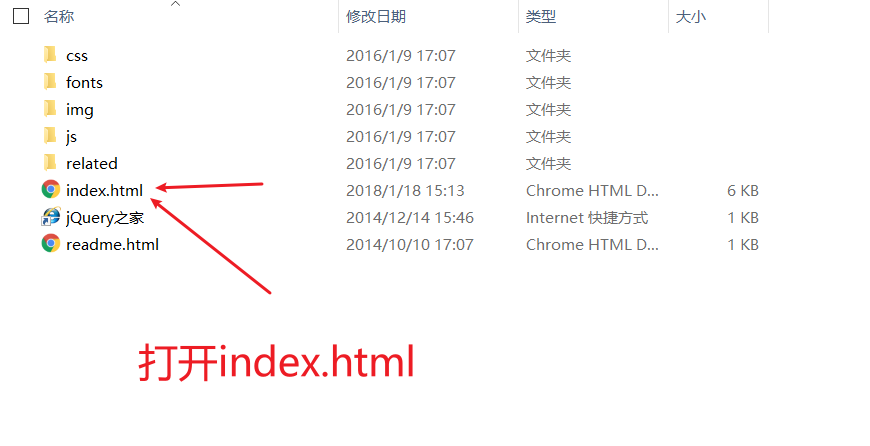 名称 修改日期 类型 大小
css 2016/1/9 17:07 文件夹
fonts 2016/1/9 17:07 文件夹
img 2016/1/9 17:07 文件夹
js 2016/1/9 17:07 文件夹
related 2016/1/9 17:07 文件夹
index.html 2018/1/18 15:13 Chrome HTML D... 6 KB
jQuery之家 2014/12/14 15:46 Internet 快捷方式 1 KB
readme.html 2014/10/10 17:07 Chrome HTML D... 1 KB
打开index.html